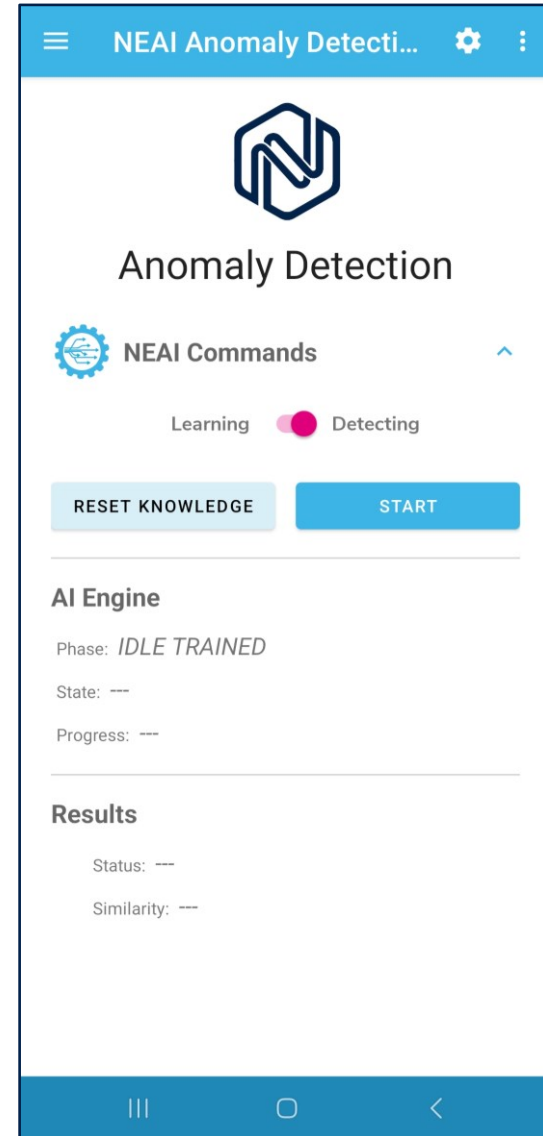 NEAI Anomaly Detecti...
Anomaly Detection
NEAI Commands
Learning Detecting
RESET KNOWLEDGE START
AI Engine
Phase: IDLE TRAINED
State: ---
Progress: ---
Results
Status: ---
Similarity: ---